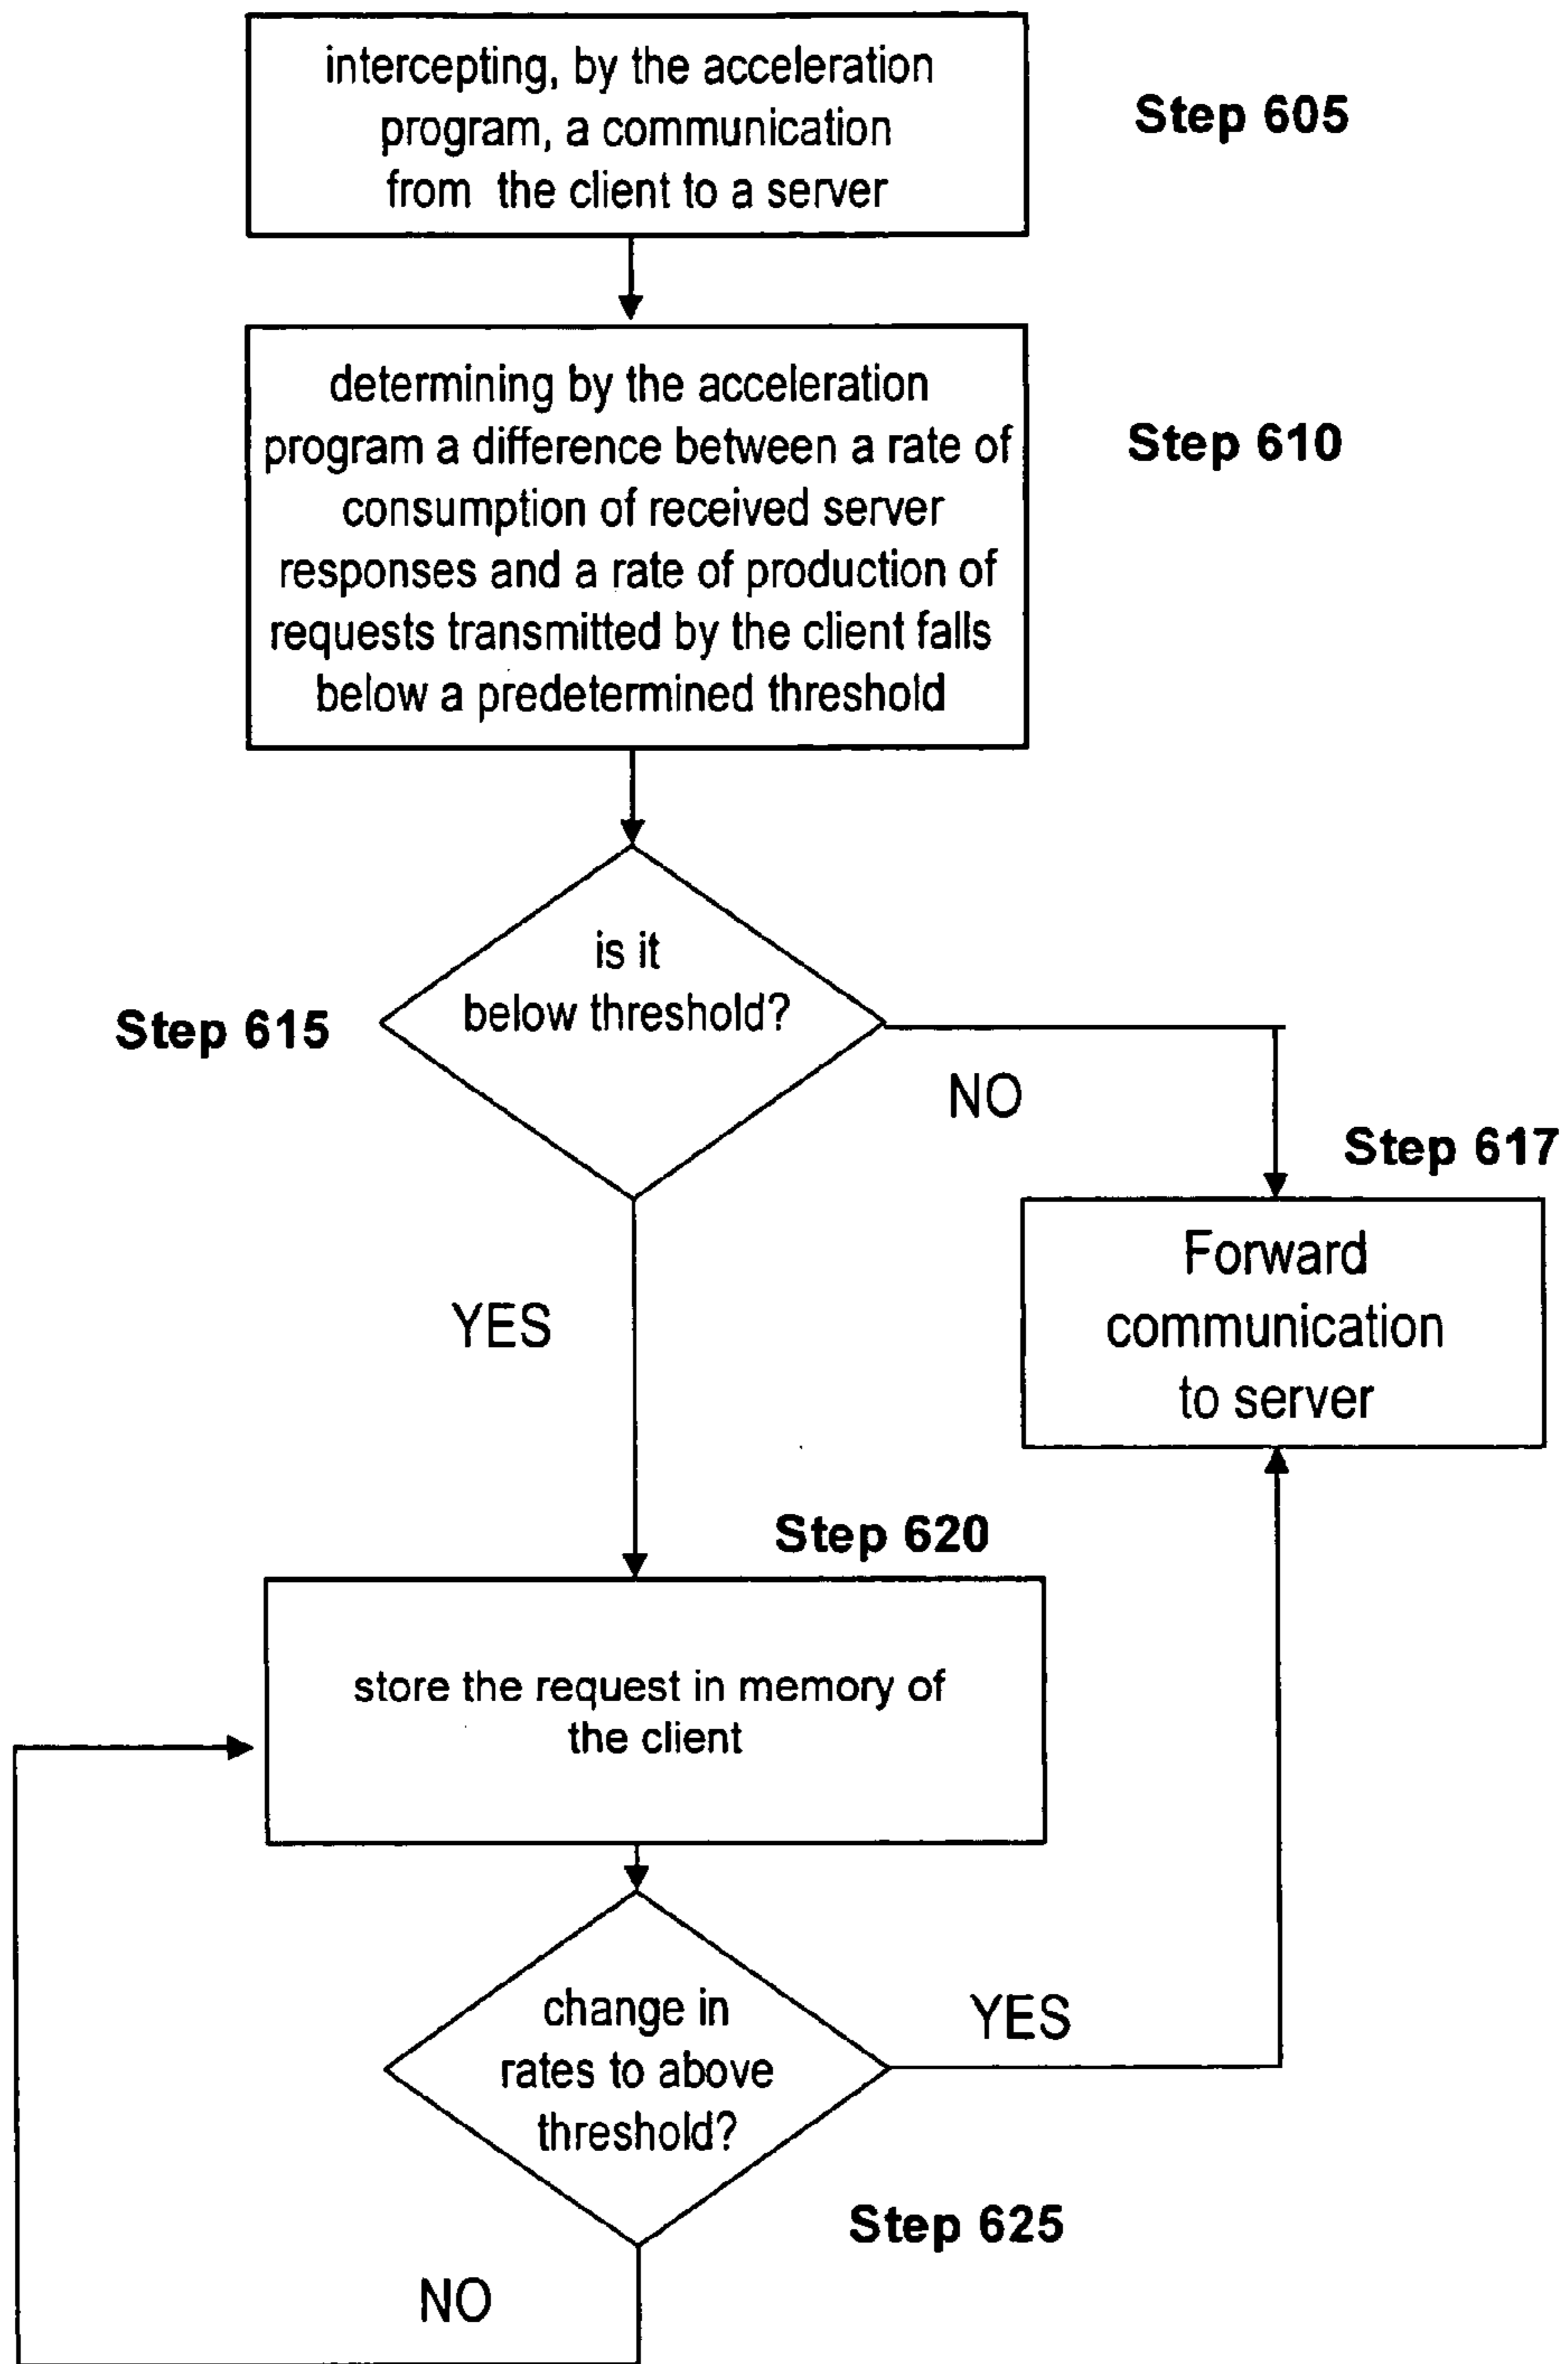 intercepting, by the acceleration
program, a communication
from the client to a server
Step 605
determining by the acceleration
program a difference between a rate of
consumption of received server
responses and a rate of production of
requests transmitted by the client falls
below a predetermined threshold
Step 610
is it
below threshold?
Step 615
NO
Step 617
Forward
communication
to server
YES
Step 620
store the request in memory of
the client
change in
rates to above
threshold?
YES
Step 625
NO